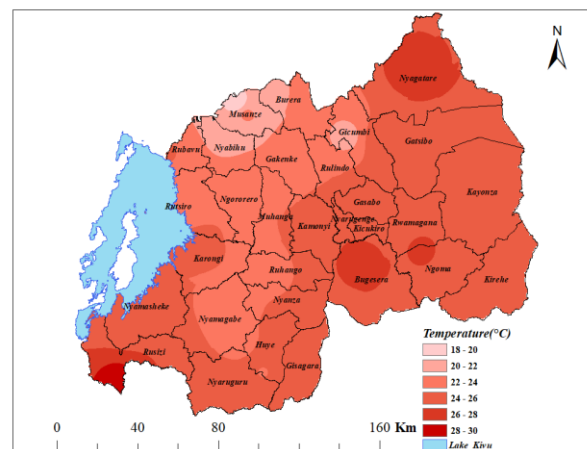 N
Nyagatare
Burera
Musanze
Gicumbi
Nyabihu
Gatsibo
Rubavu
Gakenke
Rulindo
Kayonza
Rutsiro
Ngororero
Gasabo
Muhanga
Nyarugenge
Kamonyi
Kicukiro
Rwamagana
Karongi
Ruhango
Bugesera
Ngoma
Kirehe
Nyamasheke
Nyanza
Nyamagabe
Rusizi
Huye
Gisagara
Nyaruguru
Temperature(°C)
18 - 20
20 - 22
22 - 24
24 - 26
26 - 28
28 - 30
Lake Kivu
0 40 80 160 Km